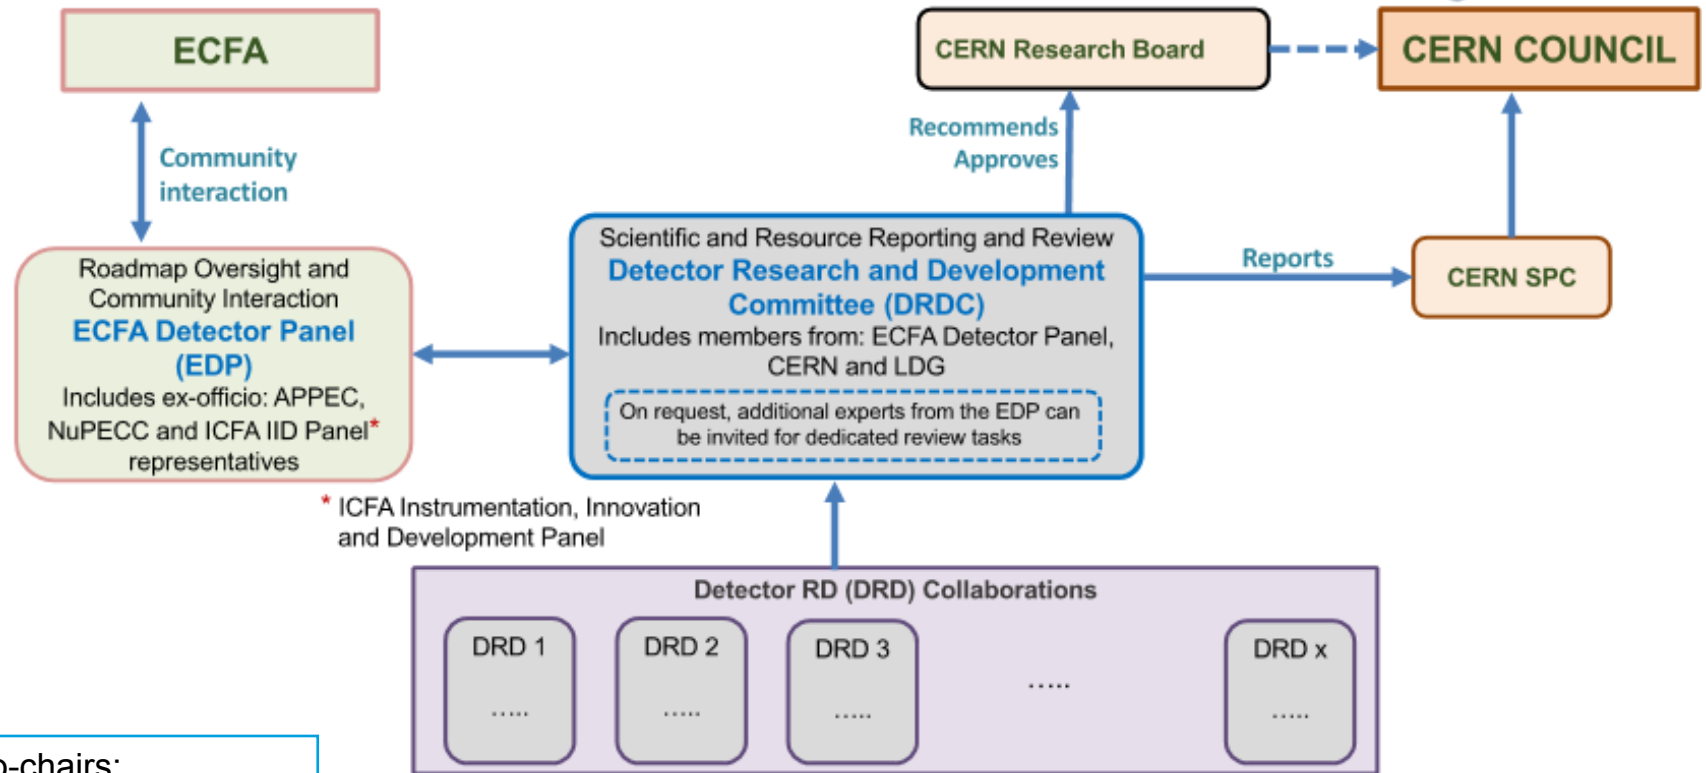 ECFA
CERN Research Board
CERN COUNCIL
Community
interaction
Recommends
Approves
Roadmap Oversight and
Community Interaction
ECFA Detector Panel
(EDP)
Includes ex-officio: APPEC,
NuPECC and ICFA IID Panel*
representatives
Scientific and Resource Reporting and Review
Detector Research and Development
Committee (DRDC)
Includes members from: ECFA Detector Panel,
CERN and LDG
On request, additional experts from the EDP can
be invited for dedicated review tasks
Reports
CERN SPC
* ICFA Instrumentation, Innovation
and Development Panel
Detector RD (DRD) Collaborations
DRD 1
.....
DRD 2
.....
DRD 3
.....
.....
DRD x
.....
o-chairs: